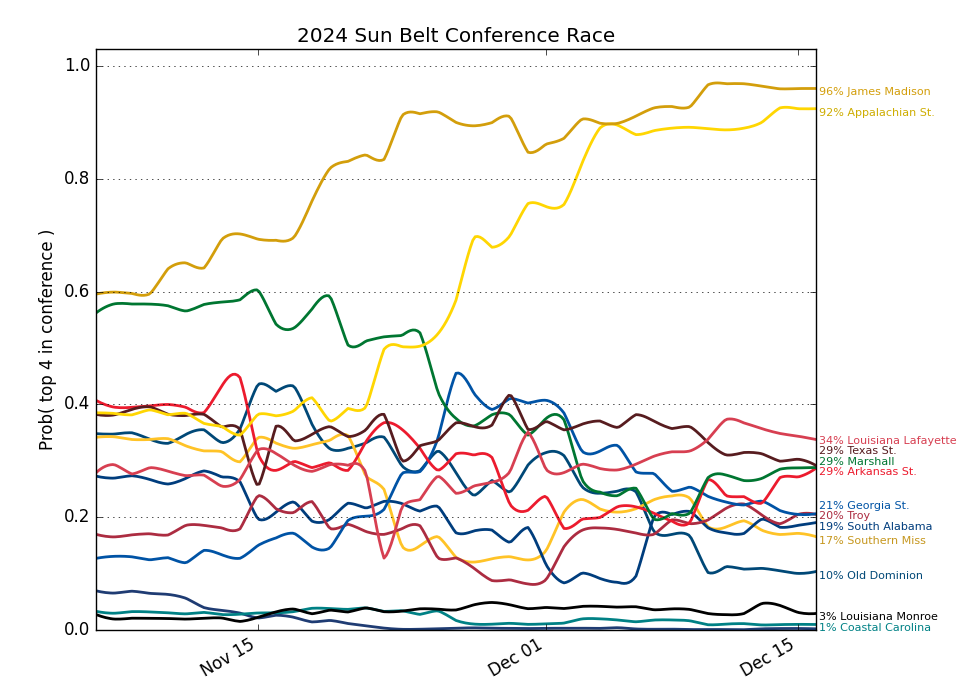 2024 Sun Belt Conference Race
Prob( top 4 in conference )
1.0
0.8
0.6
0.4
0.2
0.0
Nov 15
Dec 01
Dec 15
96% James Madison
92% Appalachian St.
34% Louisiana Lafayette
31% Texas St.
29% Marshall
29% Arkansas St.
21% Georgia St.
20% Troy
19% South Alabama
17% Southern Miss
10% Old Dominion
3% Louisiana Monroe
1% Coastal Carolina